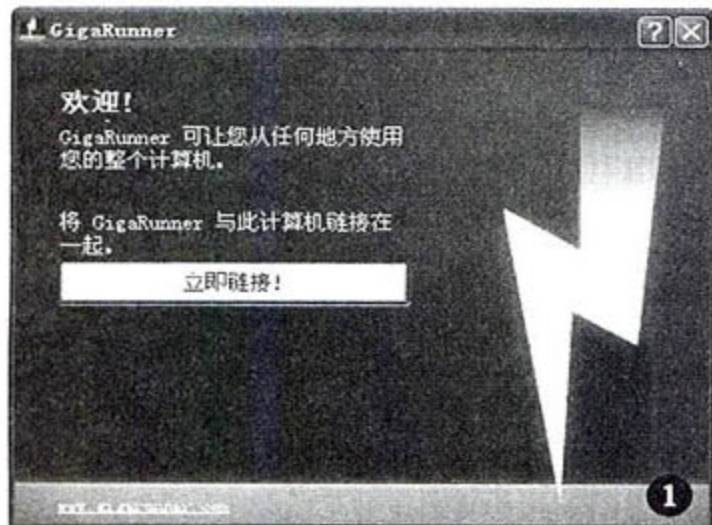 GigaRunner
欢迎!
GigaRunner 可让您从任何地方使用
您的整个计算机。
将 GigaRunner 与此计算机链接在
一起。
立即链接!
1